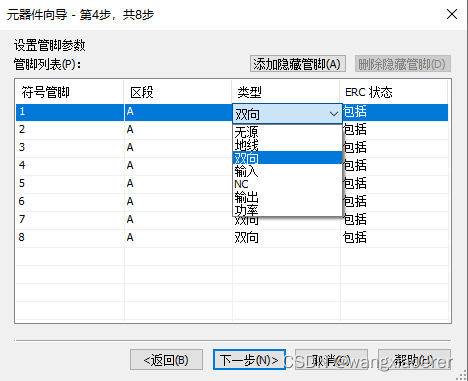 元器件向导 - 第4步，共8步
设置管脚参数
管脚列表(P)：
添加隐藏管脚(A) 删除隐藏管脚(D)
符号管脚 区段 类型 ERC 状态
1 A 双向 包括
2 A 包括
3 A 包括
4 A 包括
5 A 包括
6 A 包括
7 A 双向 包括
8 A 双向 包括
无源
地线
双向
输入
NC
输出
功率
<返回(B) 下一步(N)> 取消(C) 帮助(H)
CSDN @wangxiaoerer